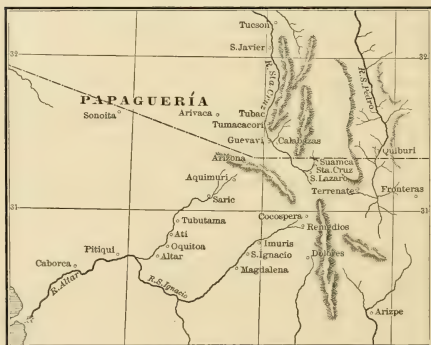 Tucson
S. Javier
32
32
R. Sta. Cruz
R. S. Pedro
PAPAGUERÍA
Sonoita
Arivaca
Tubac
Tumacacori
Guevavi
Calabazas
Quiburi
Arizona
Suamca
Sta. Cruz
S. Lazaro
Aquimuri
Terrenate
Fronteras
Saric
31
31
Cocospera
Tubutama
Remedios
Ati
Oquitoa
Imuris
Pitiqui
Altar
S. Ignacio
Dolores
Caborca
Magdalena
R. Altar
R. S. Ignacio
Arizpe